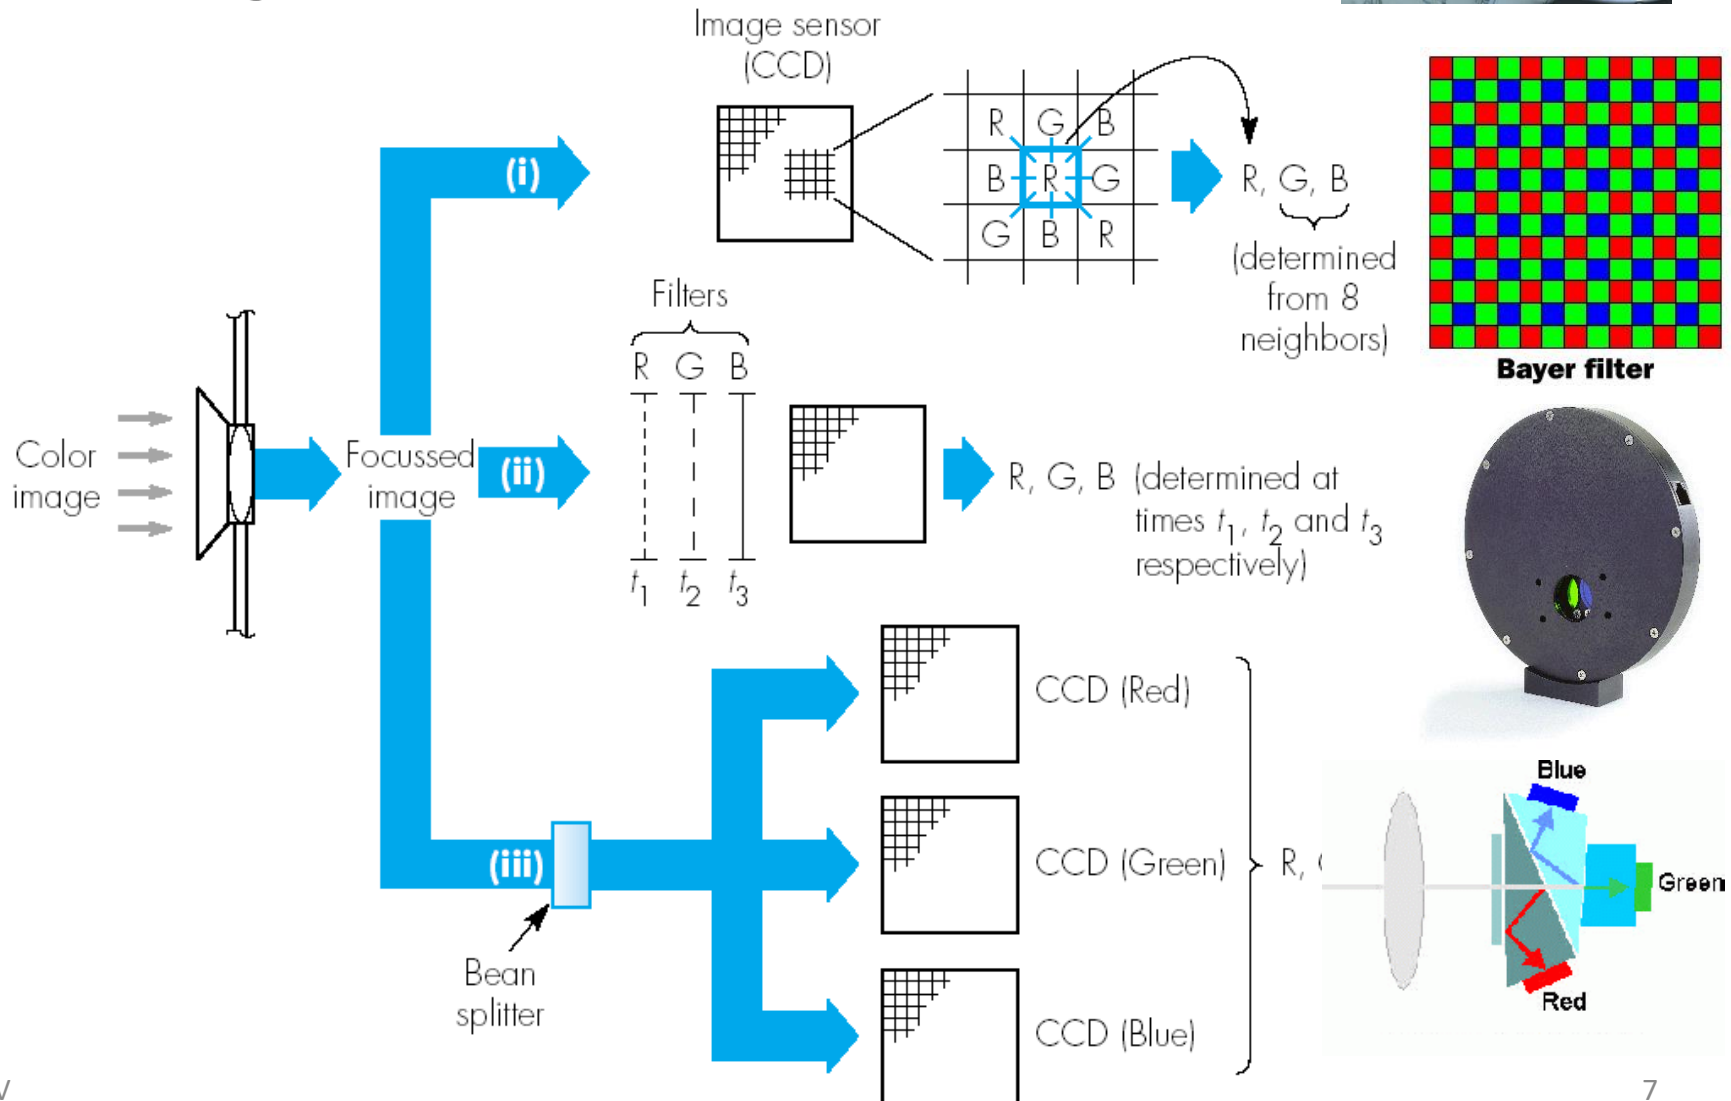 Image sensor
(CCD)
R G B
B R G
G B R
(i)
R, G, B
(determined
from 8
neighbors)
Bayer filter
Filters
R G B
t1 t2 t3
Color
image
Focussed
image
(ii)
R, G, B (determined at
times t1, t2 and t3
respectively)
(iii)
Bean
splitter
CCD (Red)
CCD (Green)
CCD (Blue)
R,
Blue
Green
Red
7